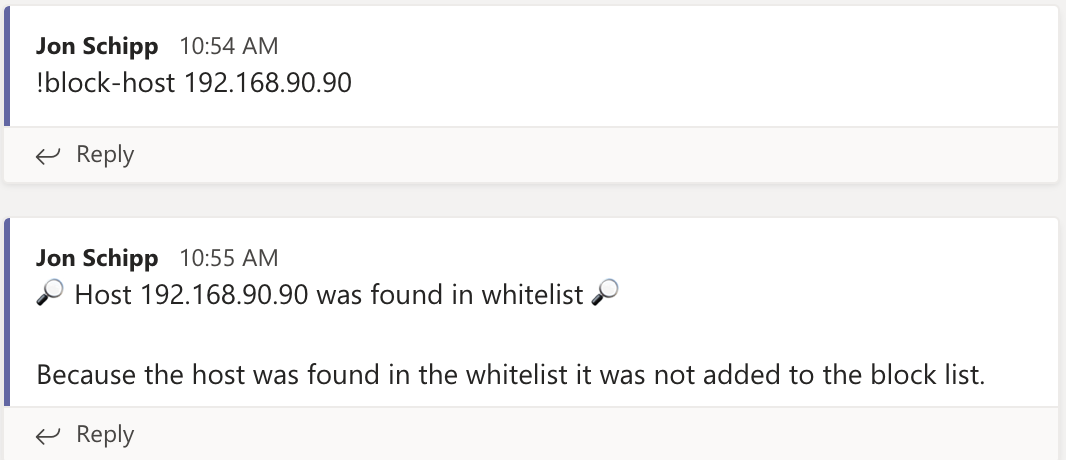 Jon Schipp 10:54 AM
!block-host 192.168.90.90
Reply
Jon Schipp 10:55 AM
🔎 Host 192.168.90.90 was found in whitelist 🔎
Because the host was found in the whitelist it was not added to the block list.
Reply